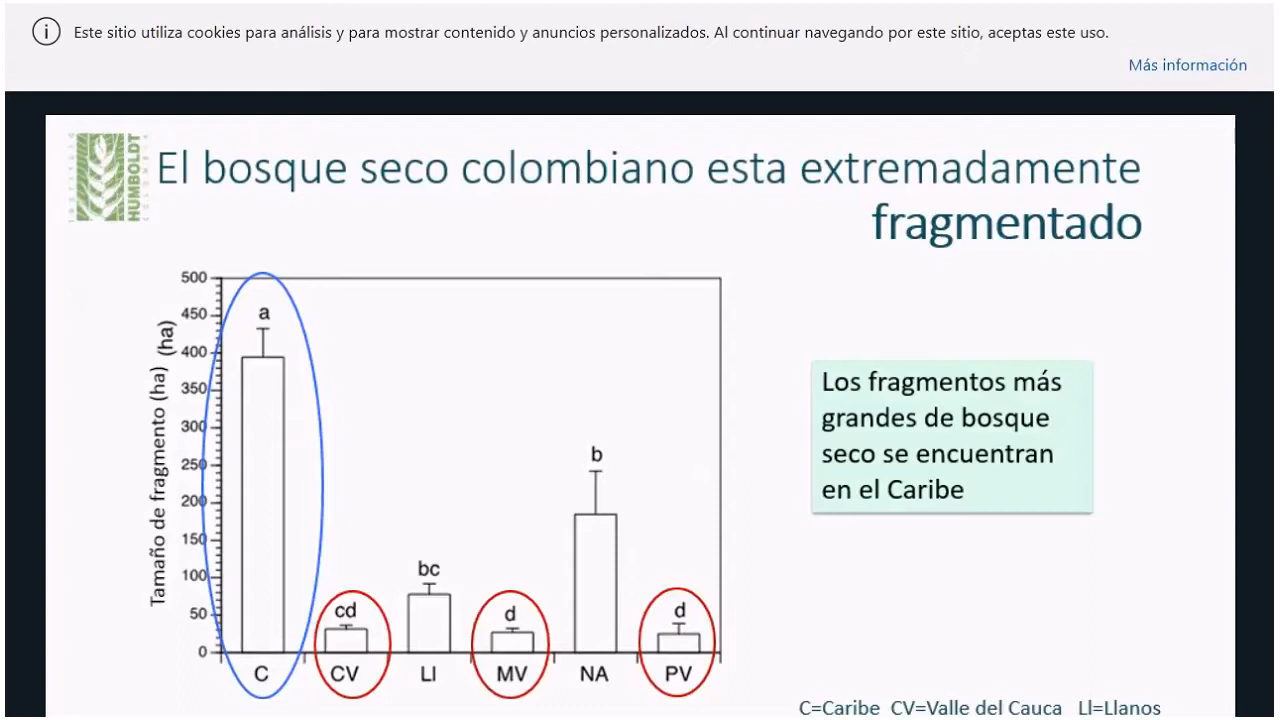 Este sitio utiliza cookies para análisis y para mostrar contenido y anuncios personalizados. Al continuar navegando por este sitio, aceptas este uso.
Más información
HUMBOLDT
El bosque seco colombiano esta extremadamente
fragmentado
Tamaño de fragmento (ha) (ha)
500
450
400
350
300
250
200
150
100
50
0
a
cd
bc
d
b
d
C CV Ll MV NA PV
Los fragmentos más
grandes de bosque
seco se encuentran
en el Caribe
C=Caribe CV=Valle del Cauca Ll=Llanos